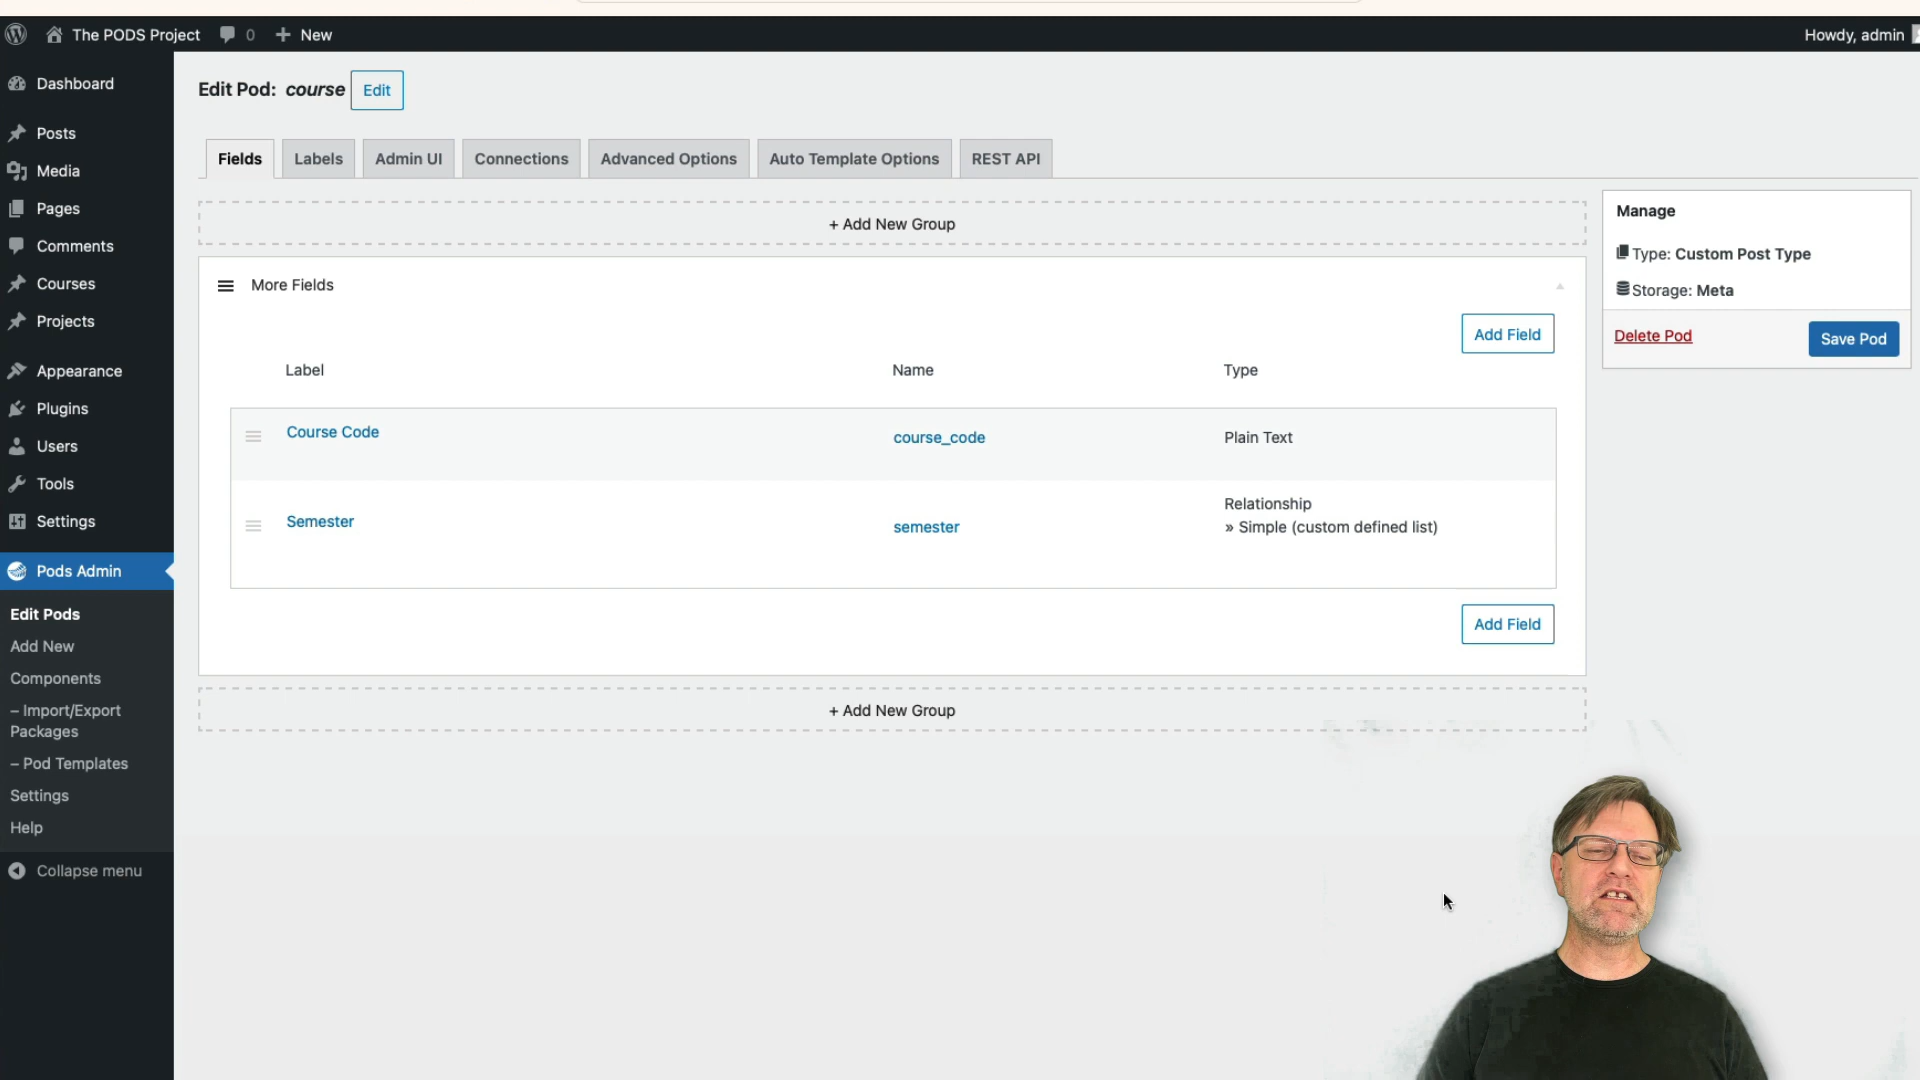 The PODS Project 0 New
Howdy, admin
Dashboard
Posts
Media
Pages
Comments
Courses
Projects
Appearance
Plugins
Users
Tools
Settings
Pods Admin
Edit Pods
Add New
Components
– Import/Export
Packages
– Pod Templates
Settings
Help
Collapse menu
Edit Pod: course Edit
Fields Labels Admin UI Connections Advanced Options Auto Template Options REST API
+ Add New Group
More Fields
Add Field
Label Name Type
Course Code course_code Plain Text
Semester semester Relationship
» Simple (custom defined list)
Add Field
+ Add New Group
Manage
Type: Custom Post Type
Storage: Meta
Delete Pod Save Pod